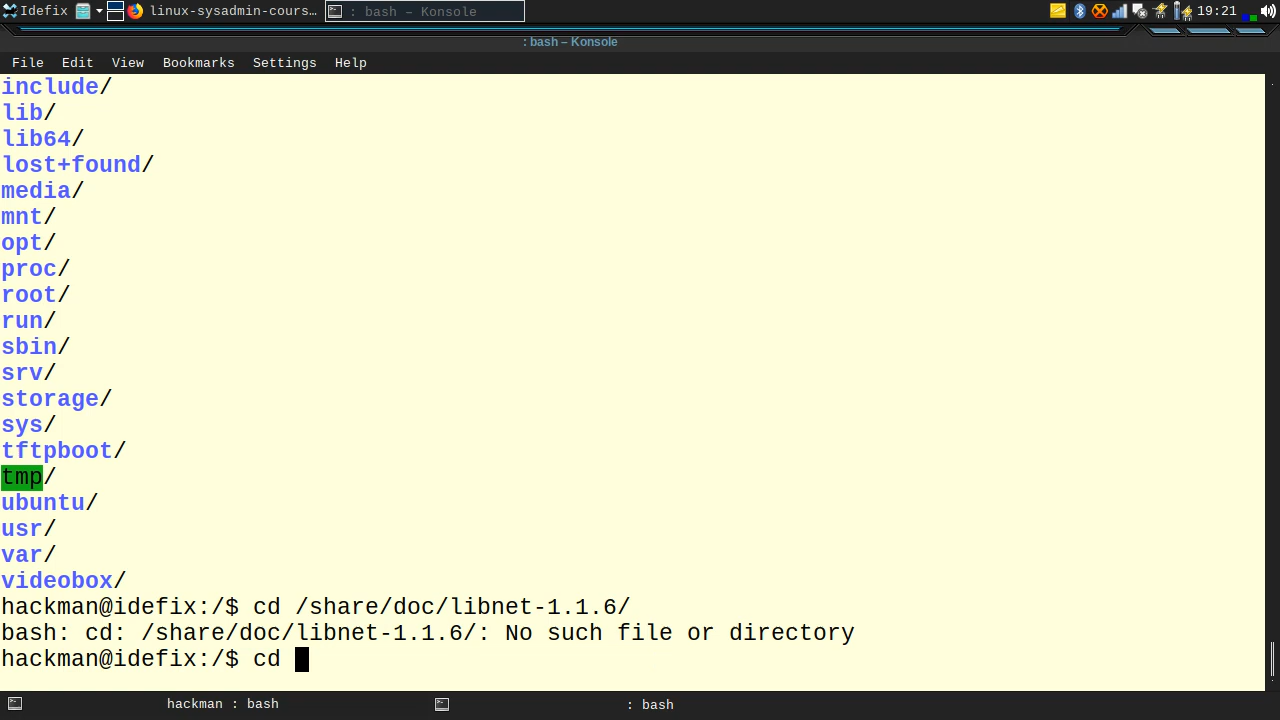 Idefix linux-sysadmin-cours… : bash – Konsole 19:21
: bash – Konsole
File Edit View Bookmarks Settings Help
include/
lib/
lib64/
lost+found/
media/
mnt/
opt/
proc/
root/
run/
sbin/
srv/
storage/
sys/
tftpboot/
tmp/
ubuntu/
usr/
var/
videobox/
hackman@idefix:/$ cd /share/doc/libnet-1.1.6/
bash: cd: /share/doc/libnet-1.1.6/: No such file or directory
hackman@idefix:/$ cd
hackman : bash : bash